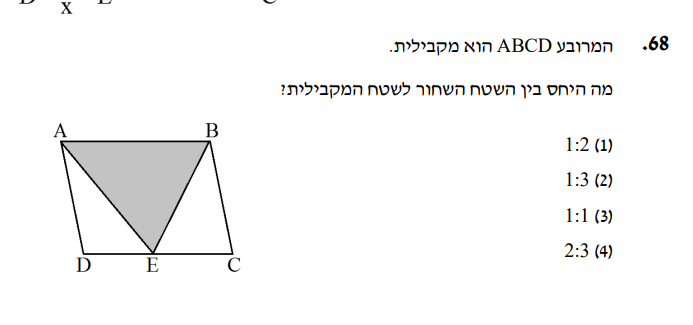 x
68. המרובע ABCD הוא מקבילית.
מה היחס בין השטח השחור לשטח המקבילית?
(1) 1:2
(2) 1:3
(3) 1:1
(4) 2:3
A B
D E C